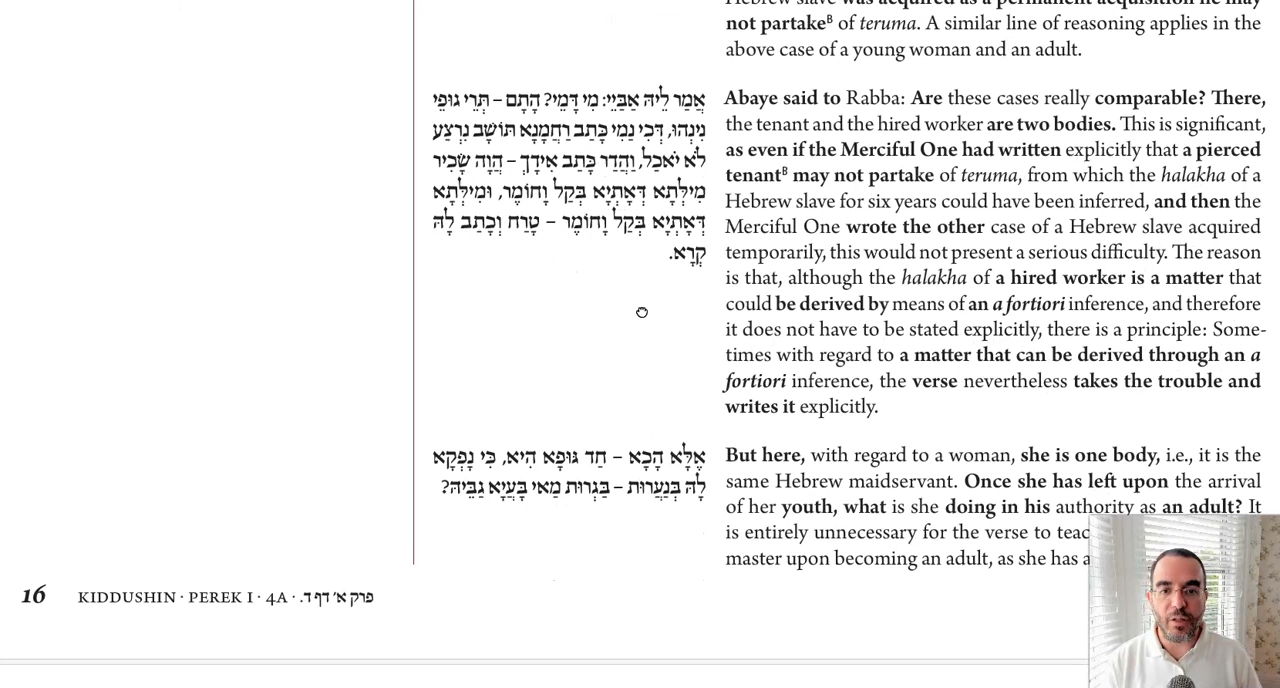 Hebrew slave was acquired as a permanent acquisition he may
not partakeᴮ of teruma. A similar line of reasoning applies in the
above case of a young woman and an adult.
אֲמַר לֵיהּ אַבַּיֵי: מִי דָּמֵי? הָתָם – תְּרֵי גוּפֵי
נִינְהוּ, דְּכִי נַמֵי כָּתַב רַחֲמָנָא תּוֹשָׁב נִרְצָע
לֹא יֹאכַל, וַהֲדַר כָּתַב אִידָךְ – הֲוָה שָׂכִיר
מִילְּתָא דְּאָתְיָא בְּקַל וָחוֹמֶר, וּמִילְּתָא
דְּאָתְיָא בְּקַל וָחוֹמֶר – טָרַח וְכָתַב לָהּ
קְרָא.
Abaye said to Rabba: Are these cases really comparable? There,
the tenant and the hired worker are two bodies. This is significant,
as even if the Merciful One had written explicitly that a pierced
tenantᴮ may not partake of teruma, from which the halakha of a
Hebrew slave for six years could have been inferred, and then the
Merciful One wrote the other case of a Hebrew slave acquired
temporarily, this would not present a serious difficulty. The reason
is that, although the halakha of a hired worker is a matter that
could be derived by means of an a fortiori inference, and therefore
it does not have to be stated explicitly, there is a principle: Some-
times with regard to a matter that can be derived through an a
fortiori inference, the verse nevertheless takes the trouble and
writes it explicitly.
אֶלָּא הָכָא – חַד גּוּפָא הִיא, כִּי נָפְקָא
לָהּ בְּנַעֲרוּת – בַּגְרוּת מַאי בָּעֲיָא גַּבֵּיהּ?
But here, with regard to a woman, she is one body, i.e., it is the
same Hebrew maidservant. Once she has left upon the arrival
of her youth, what is she doing in his authority as an adult? It
is entirely unnecessary for the verse to teac
master upon becoming an adult, as she has a
16 KIDDUSHIN · PEREK I · 4A · פרק א׳ דף ד.